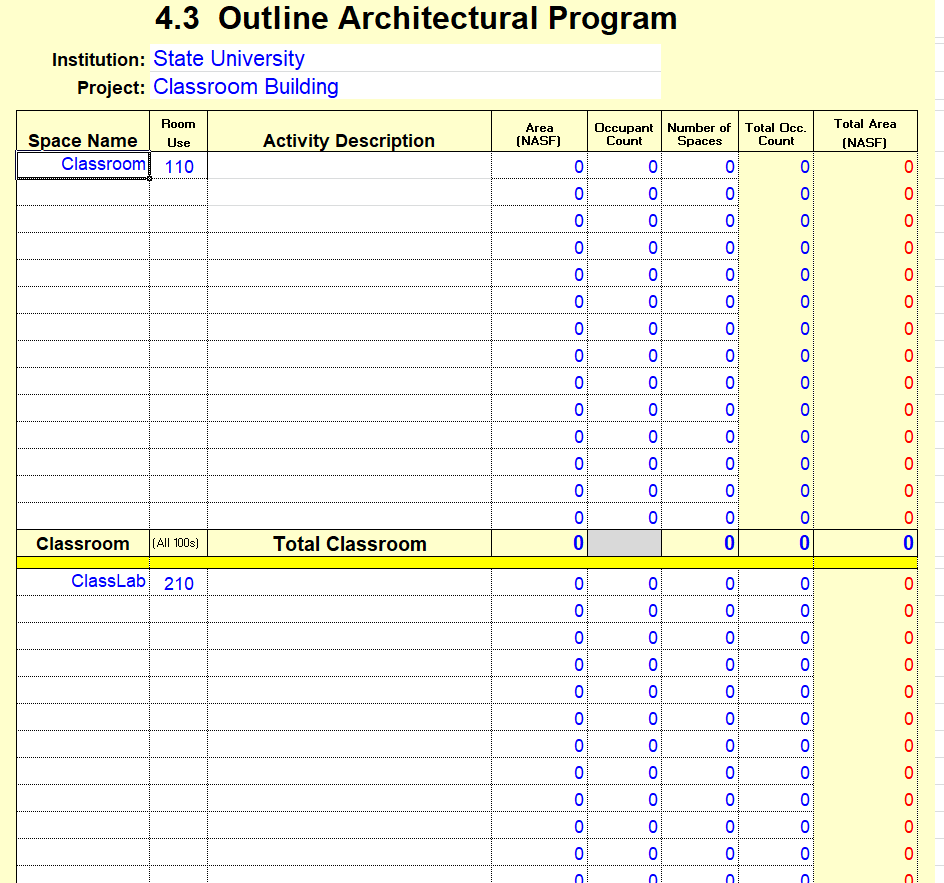 4.3 Outline Architectural Program
Institution: State University
Project: Classroom Building
Space Name Room Use Activity Description Area (NASF) Occupant Count Number of Spaces Total Occ. Count Total Area (NASF)
Classroom 110 0 0 0 0 0
0 0 0 0 0
0 0 0 0 0
0 0 0 0 0
0 0 0 0 0
0 0 0 0 0
0 0 0 0 0
0 0 0 0 0
0 0 0 0 0
0 0 0 0 0
0 0 0 0 0
0 0 0 0 0
0 0 0 0 0
0 0 0 0 0
Classroom (All 100s) Total Classroom 0 0 0 0
ClassLab 210 0 0 0 0 0
0 0 0 0 0
0 0 0 0 0
0 0 0 0 0
0 0 0 0 0
0 0 0 0 0
0 0 0 0 0
0 0 0 0 0
0 0 0 0 0
0 0 0 0 0
0 0 0 0 0
0 0 0 0 0